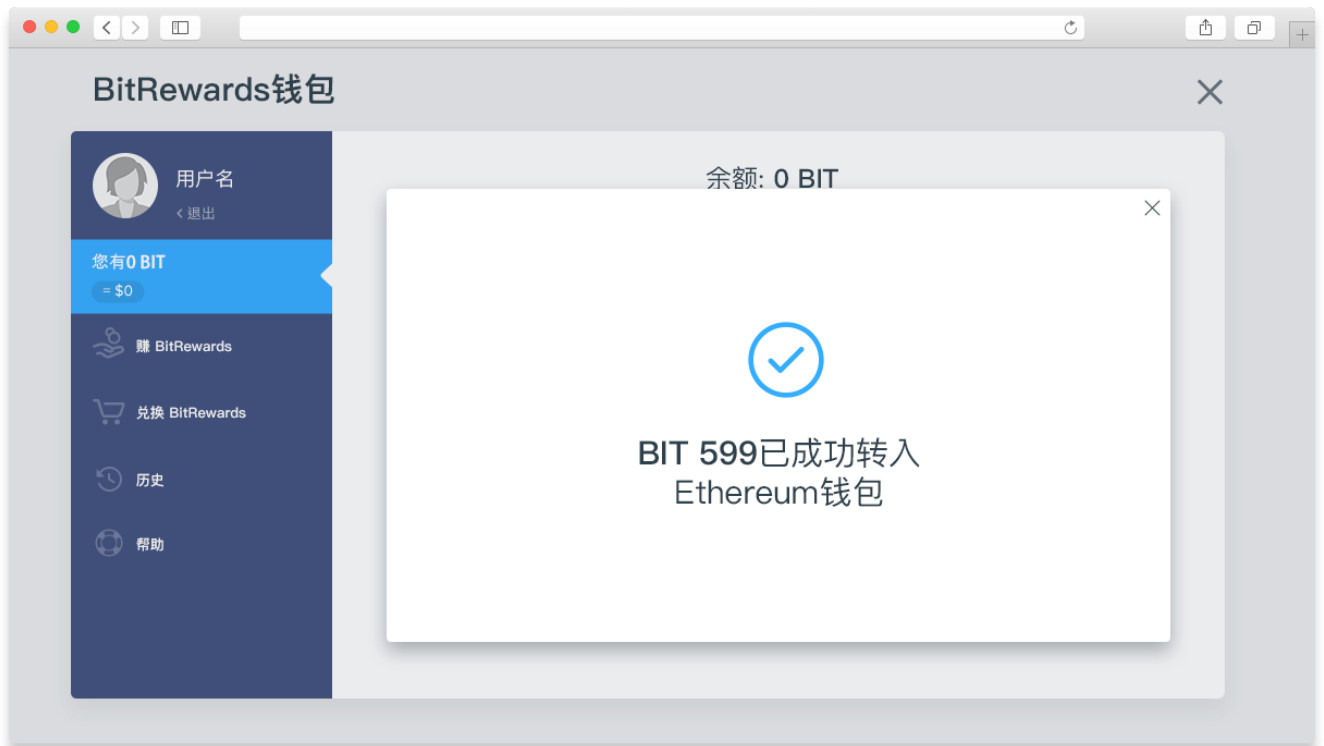 BitRewards钱包
用户名
< 退出
您有0 BIT
= $0
赚 BitRewards
兑换 BitRewards
历史
帮助
余额: 0 BIT
BIT 599已成功转入
Ethereum钱包